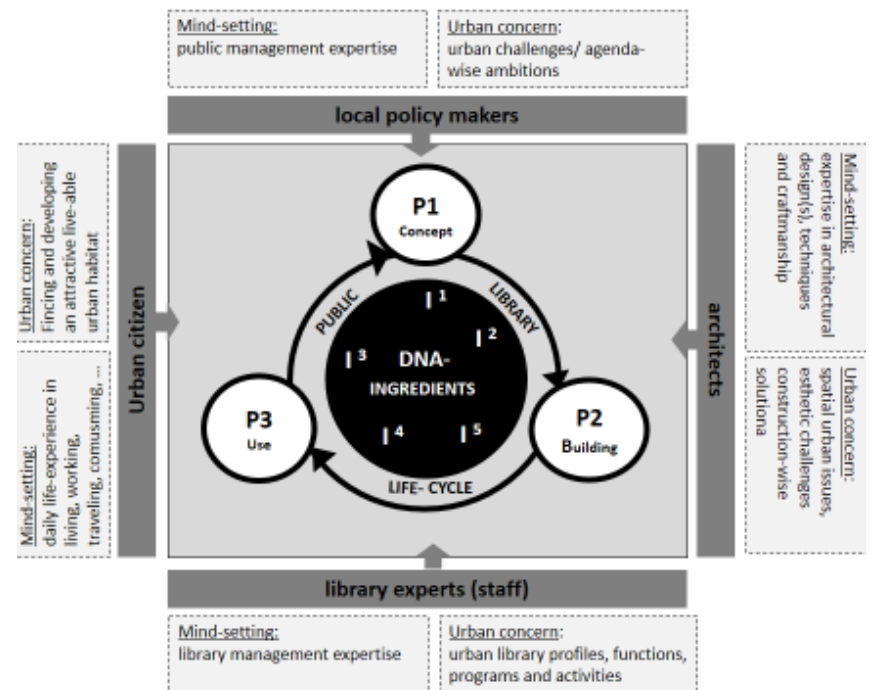 Mind-setting:
public management expertise
Urban concern:
urban challenges/ agenda-
wise ambitions
local policy makers
Urban concern:
Fincing and developing
an attractive live-able
urban habitat
Mind-setting:
daily life-experience in
living, working,
traveling, comusming, ...
Urban citizen
P1
Concept
PUBLIC
LIBRARY
I 1
I 2
I 3
DNA-
INGREDIENTS
I 4
I 5
P3
Use
P2
Building
LIFE- CYCLE
architects
Mind-setting:
expertise in architectural
design(s), techniques
and craftmanship
Urban concern:
spatial urban issues,
esthetic challenges
construction-wise
solutiona
library experts (staff)
Mind-setting:
library management expertise
Urban concern:
urban library profiles, functions,
programs and activities